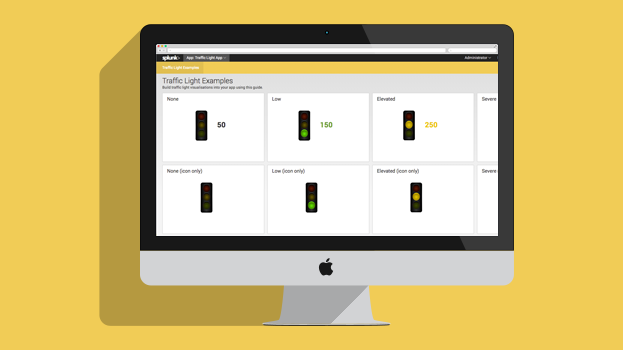 splunk> App: Traffic Light App Administrator
Traffic Light Examples
Traffic Light Examples
Build traffic light visualisations into your app using this guide
None Low Elevated Severe
50 150 250
None (icon only) Low (icon only) Elevated (icon only) Severe